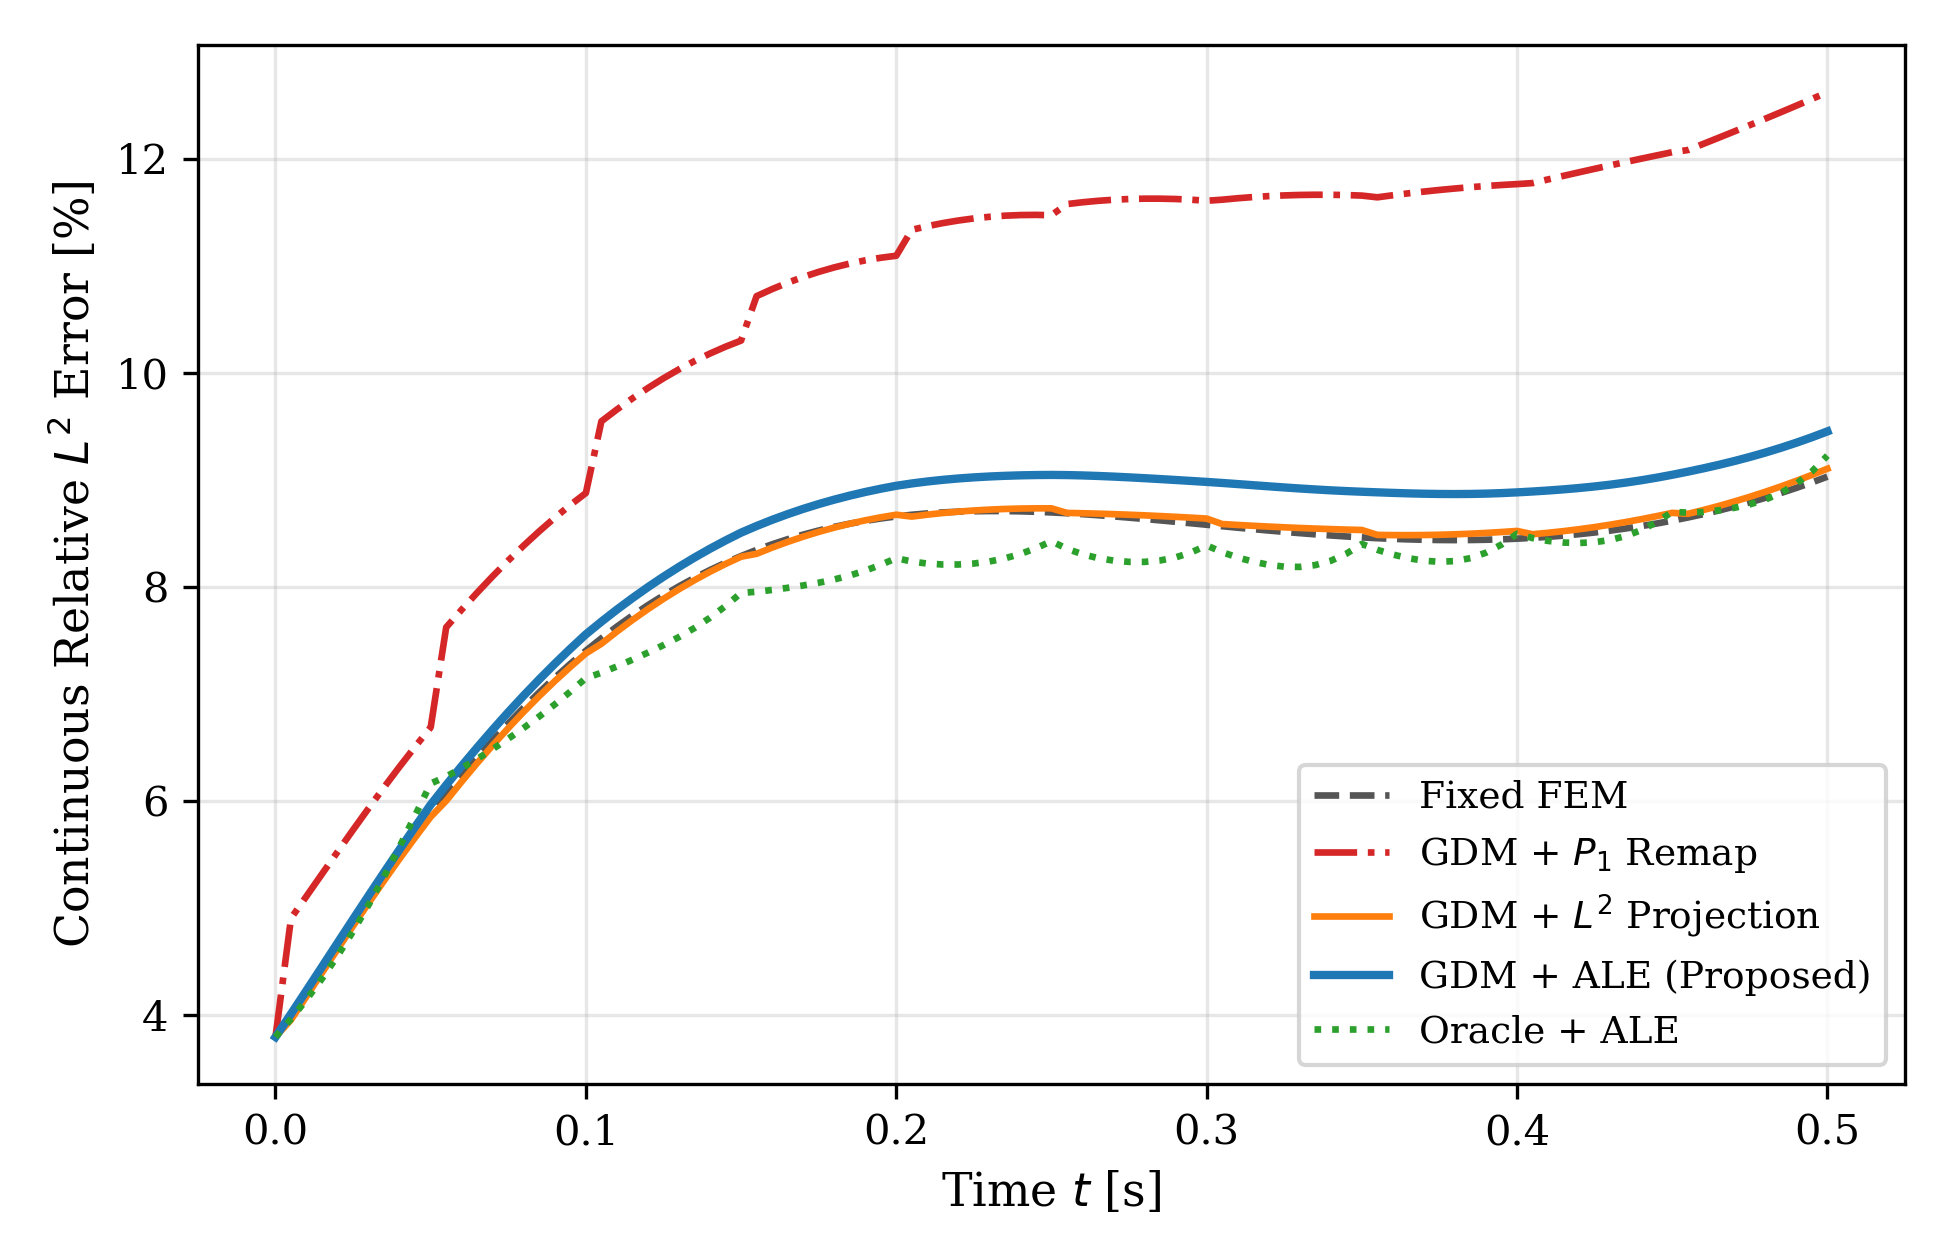 Continuous Relative L² Error [%]
12
10
8
6
4
0.0 0.1 0.2 0.3 0.4 0.5
Time t [s]
Fixed FEM
GDM + P₁ Remap
GDM + L² Projection
GDM + ALE (Proposed)
Oracle + ALE